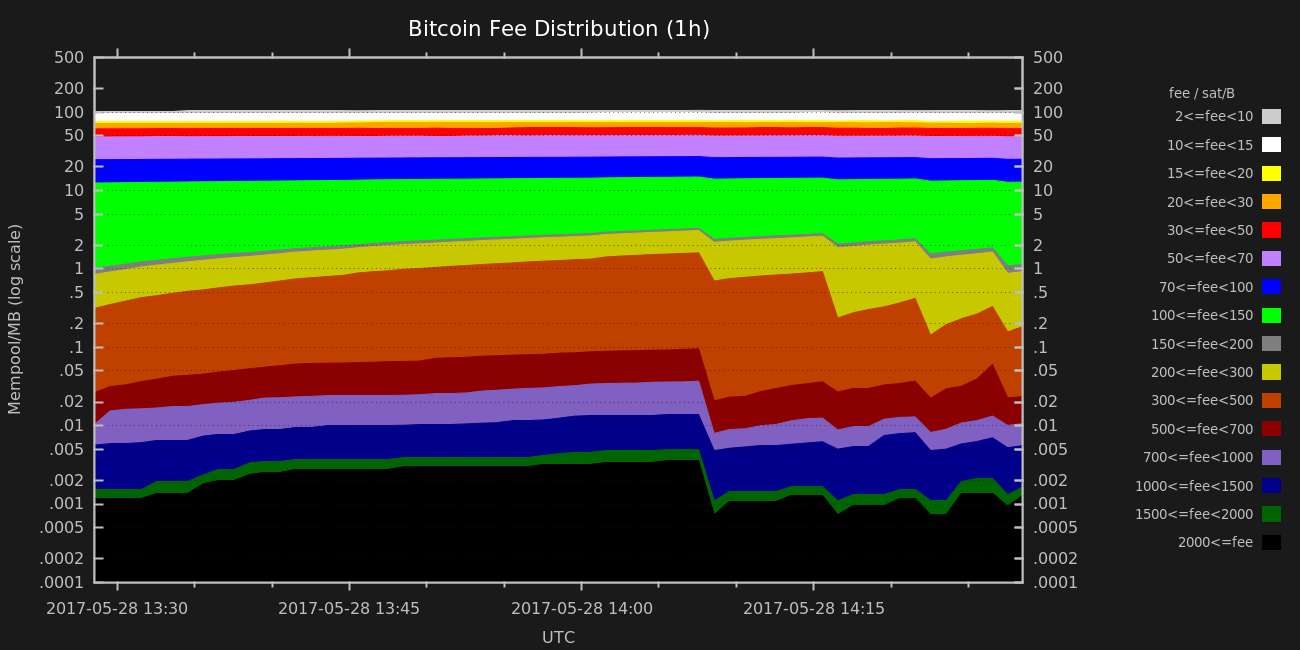 Bitcoin Fee Distribution (1h)
Mempool/MB (log scale)
500
200
100
50
20
10
5
2
1
.5
.2
.1
.05
.02
.01
.005
.002
.001
.0005
.0002
.0001
500
200
100
50
20
10
5
2
1
.5
.2
.1
.05
.02
.01
.005
.002
.001
.0005
.0002
.0001
2017-05-28 13:30
2017-05-28 13:45
2017-05-28 14:00
2017-05-28 14:15
UTC
fee / sat/B
2<=fee<10
10<=fee<15
15<=fee<20
20<=fee<30
30<=fee<50
50<=fee<70
70<=fee<100
100<=fee<150
150<=fee<200
200<=fee<300
300<=fee<500
500<=fee<700
700<=fee<1000
1000<=fee<1500
1500<=fee<2000
2000<=fee